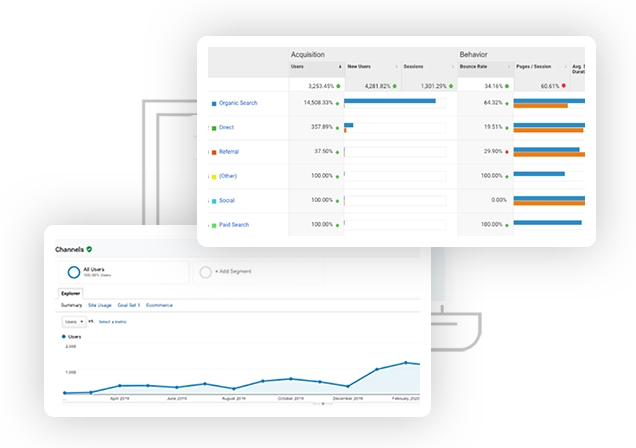 Acquisition Behavior
Users New Users Sessions Bounce Rate Pages / Session Avg. S
Durati
3,253.45% 4,281.82% 1,301.29% 34.16% 60.61%
Organic Search 14,508.33% 64.32%
Direct 357.89% 19.51%
Referral 37.50% 29.90%
(Other) 100.00% 100.00%
Social 100.00% 0.00%
Paid Search 100.00% 100.00%
Channels
All Users
100.00% Users
+ Add Segment
Explorer
Summary Site Usage Goal Set 1 Ecommerce
Users vs. Select a metric
Users
2,000
1,000
April 2019 June 2019 August 2019 October 2019 December 2019 February 2020